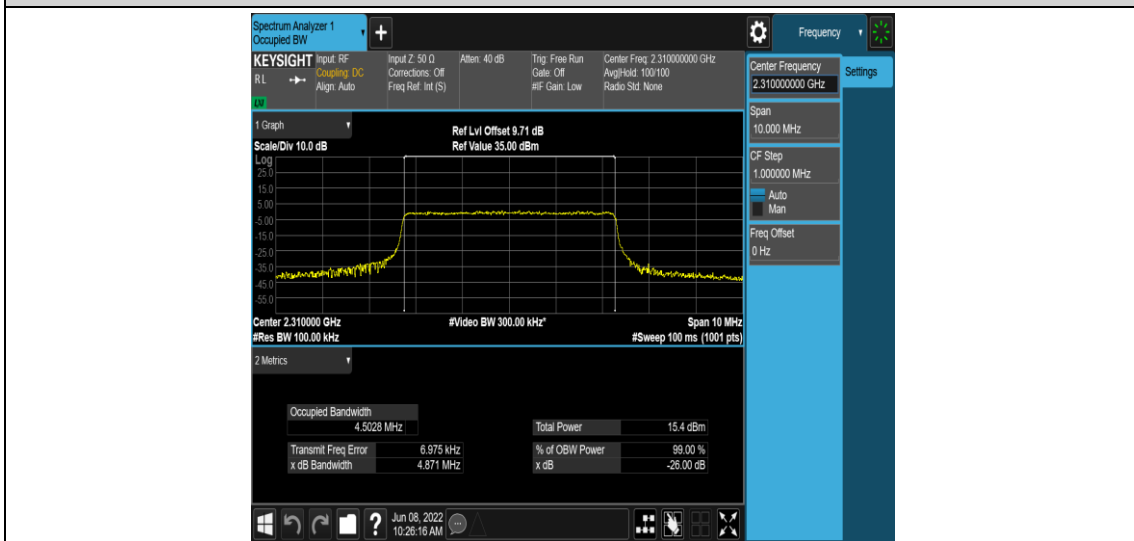 Spectrum Analyzer 1
Occupied BW
+
Frequency
KEYSIGHT
RL
LXI
Input: RF
Coupling: DC
Align: Auto
Input Z: 50 Ω
Corrections: Off
Freq Ref: Int (S)
Atten: 40 dB
Trig: Free Run
Gate: Off
#IF Gain: Low
Center Freq: 2.310000000 GHz
Avg|Hold: 100/100
Radio Std: None
Center Frequency
2.310000000 GHz
Settings
Span
10.000 MHz
CF Step
1.000000 MHz
Auto
Man
Freq Offset
0 Hz
1 Graph
Scale/Div 10.0 dB
Ref Lvl Offset 9.71 dB
Ref Value 35.00 dBm
Log
25.0
15.0
5.00
-5.00
-15.0
-25.0
-35.0
-45.0
-55.0
Center 2.310000 GHz
#Video BW 300.00 kHz*
Span 10 MHz
#Res BW 100.00 kHz
#Sweep 100 ms (1001 pts)
2 Metrics
Occupied Bandwidth
4.5028 MHz
Total Power 15.4 dBm
Transmit Freq Error 6.975 kHz
% of OBW Power 99.00 %
x dB Bandwidth 4.871 MHz
x dB -26.00 dB
?
Jun 08, 2022
10:26:16 AM